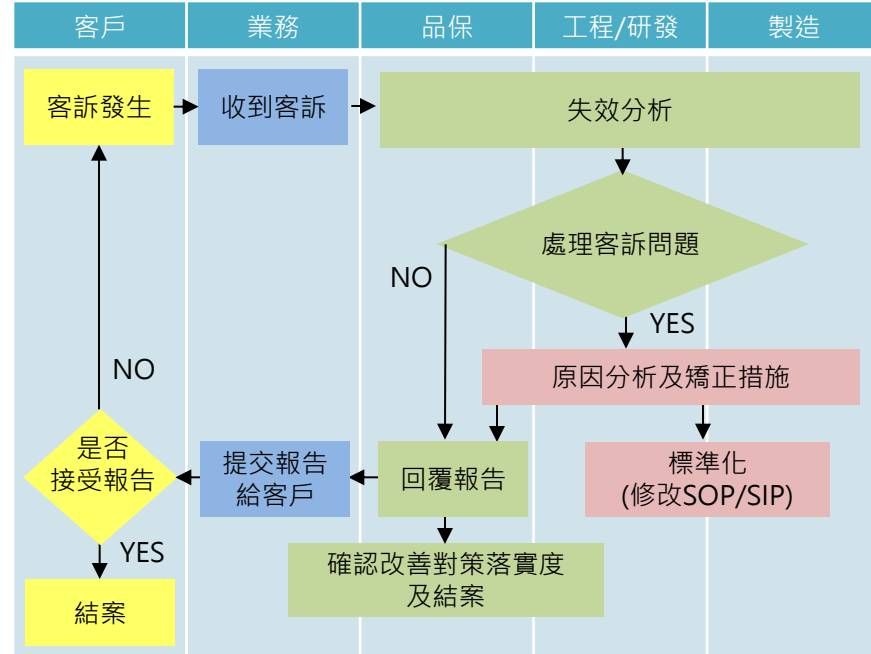 客戶
業務
品保
工程/研發
製造
客訴發生
收到客訴
失效分析
處理客訴問題
NO
YES
原因分析及矯正措施
NO
是否
接受報告
提交報告
給客戶
回覆報告
標準化
(修改SOP/SIP)
YES
確認改善對策落實度
及結案
結案